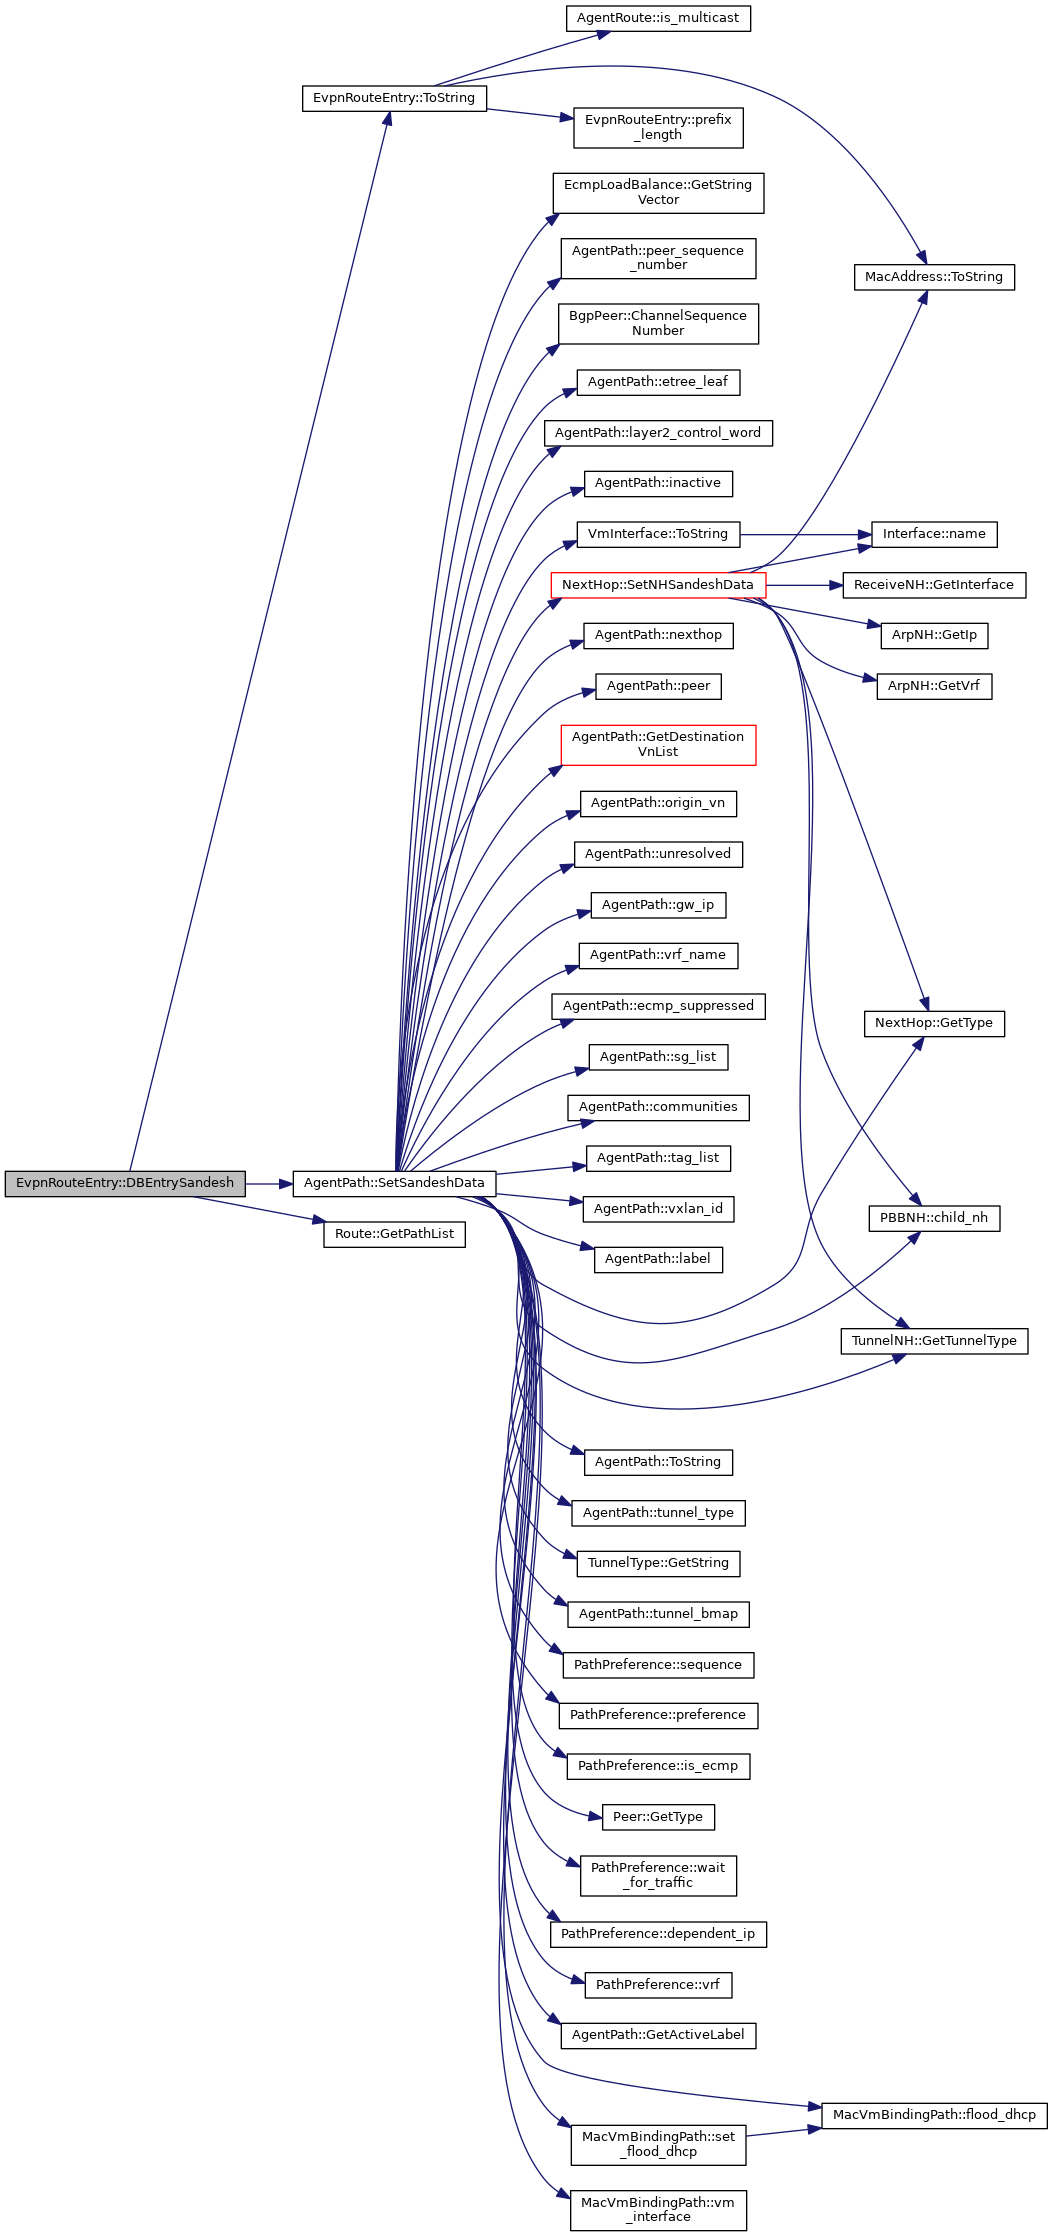 AgentRoute::is_multicast
EvpnRouteEntry::ToString
EvpnRouteEntry::prefix
_length
EcmpLoadBalance::GetString
Vector
AgentPath::peer_sequence
_number
MacAddress::ToString
BgpPeer::ChannelSequence
Number
AgentPath::etree_leaf
AgentPath::layer2_control_word
AgentPath::inactive
VmInterface::ToString
Interface::name
NextHop::SetNHSandeshData
ReceiveNH::GetInterface
AgentPath::nexthop
ArpNH::GetIp
AgentPath::peer
ArpNH::GetVrf
AgentPath::GetDestination
VnList
AgentPath::origin_vn
AgentPath::unresolved
AgentPath::gw_ip
AgentPath::vrf_name
AgentPath::ecmp_suppressed
NextHop::GetType
AgentPath::sg_list
AgentPath::communities
AgentPath::tag_list
EvpnRouteEntry::DBEntrySandesh
AgentPath::SetSandeshData
AgentPath::vxlan_id
PBBNH::child_nh
Route::GetPathList
AgentPath::label
TunnelNH::GetTunnelType
AgentPath::ToString
AgentPath::tunnel_type
TunnelType::GetString
AgentPath::tunnel_bmap
PathPreference::sequence
PathPreference::preference
PathPreference::is_ecmp
Peer::GetType
PathPreference::wait
_for_traffic
PathPreference::dependent_ip
PathPreference::vrf
AgentPath::GetActiveLabel
MacVmBindingPath::flood_dhcp
MacVmBindingPath::set
_flood_dhcp
MacVmBindingPath::vm
_interface